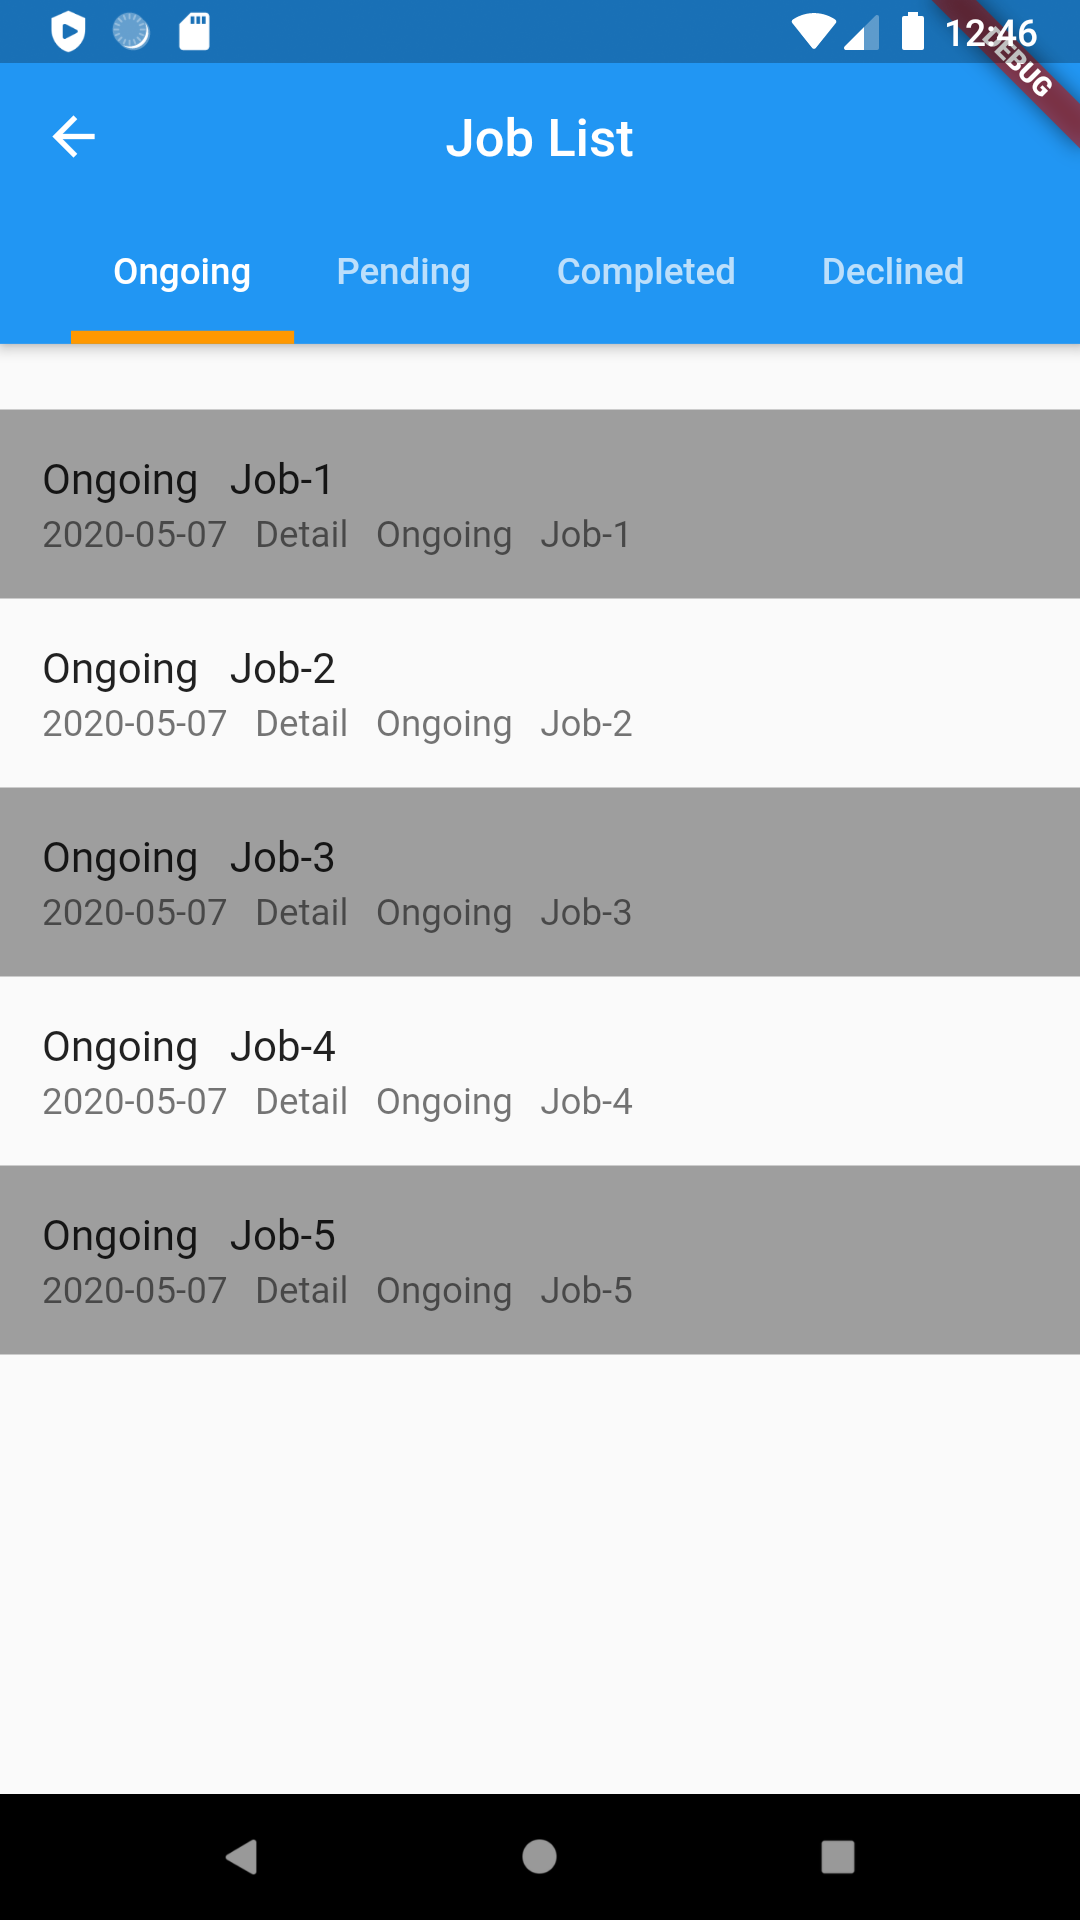 12:46
DEBUG
Job List
Ongoing Pending Completed Declined
Ongoing Job-1
2020-05-07 Detail Ongoing Job-1
Ongoing Job-2
2020-05-07 Detail Ongoing Job-2
Ongoing Job-3
2020-05-07 Detail Ongoing Job-3
Ongoing Job-4
2020-05-07 Detail Ongoing Job-4
Ongoing Job-5
2020-05-07 Detail Ongoing Job-5